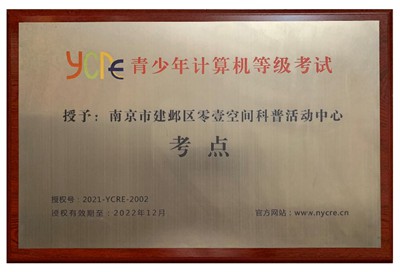 YCRE 青少年计算机等级考试
授予：南京市建邺区零壹空间科普活动中心
考点
授权号：2021-YCRE-2002
授权有效期至：2022年12月
官方网站：www.nycre.cn